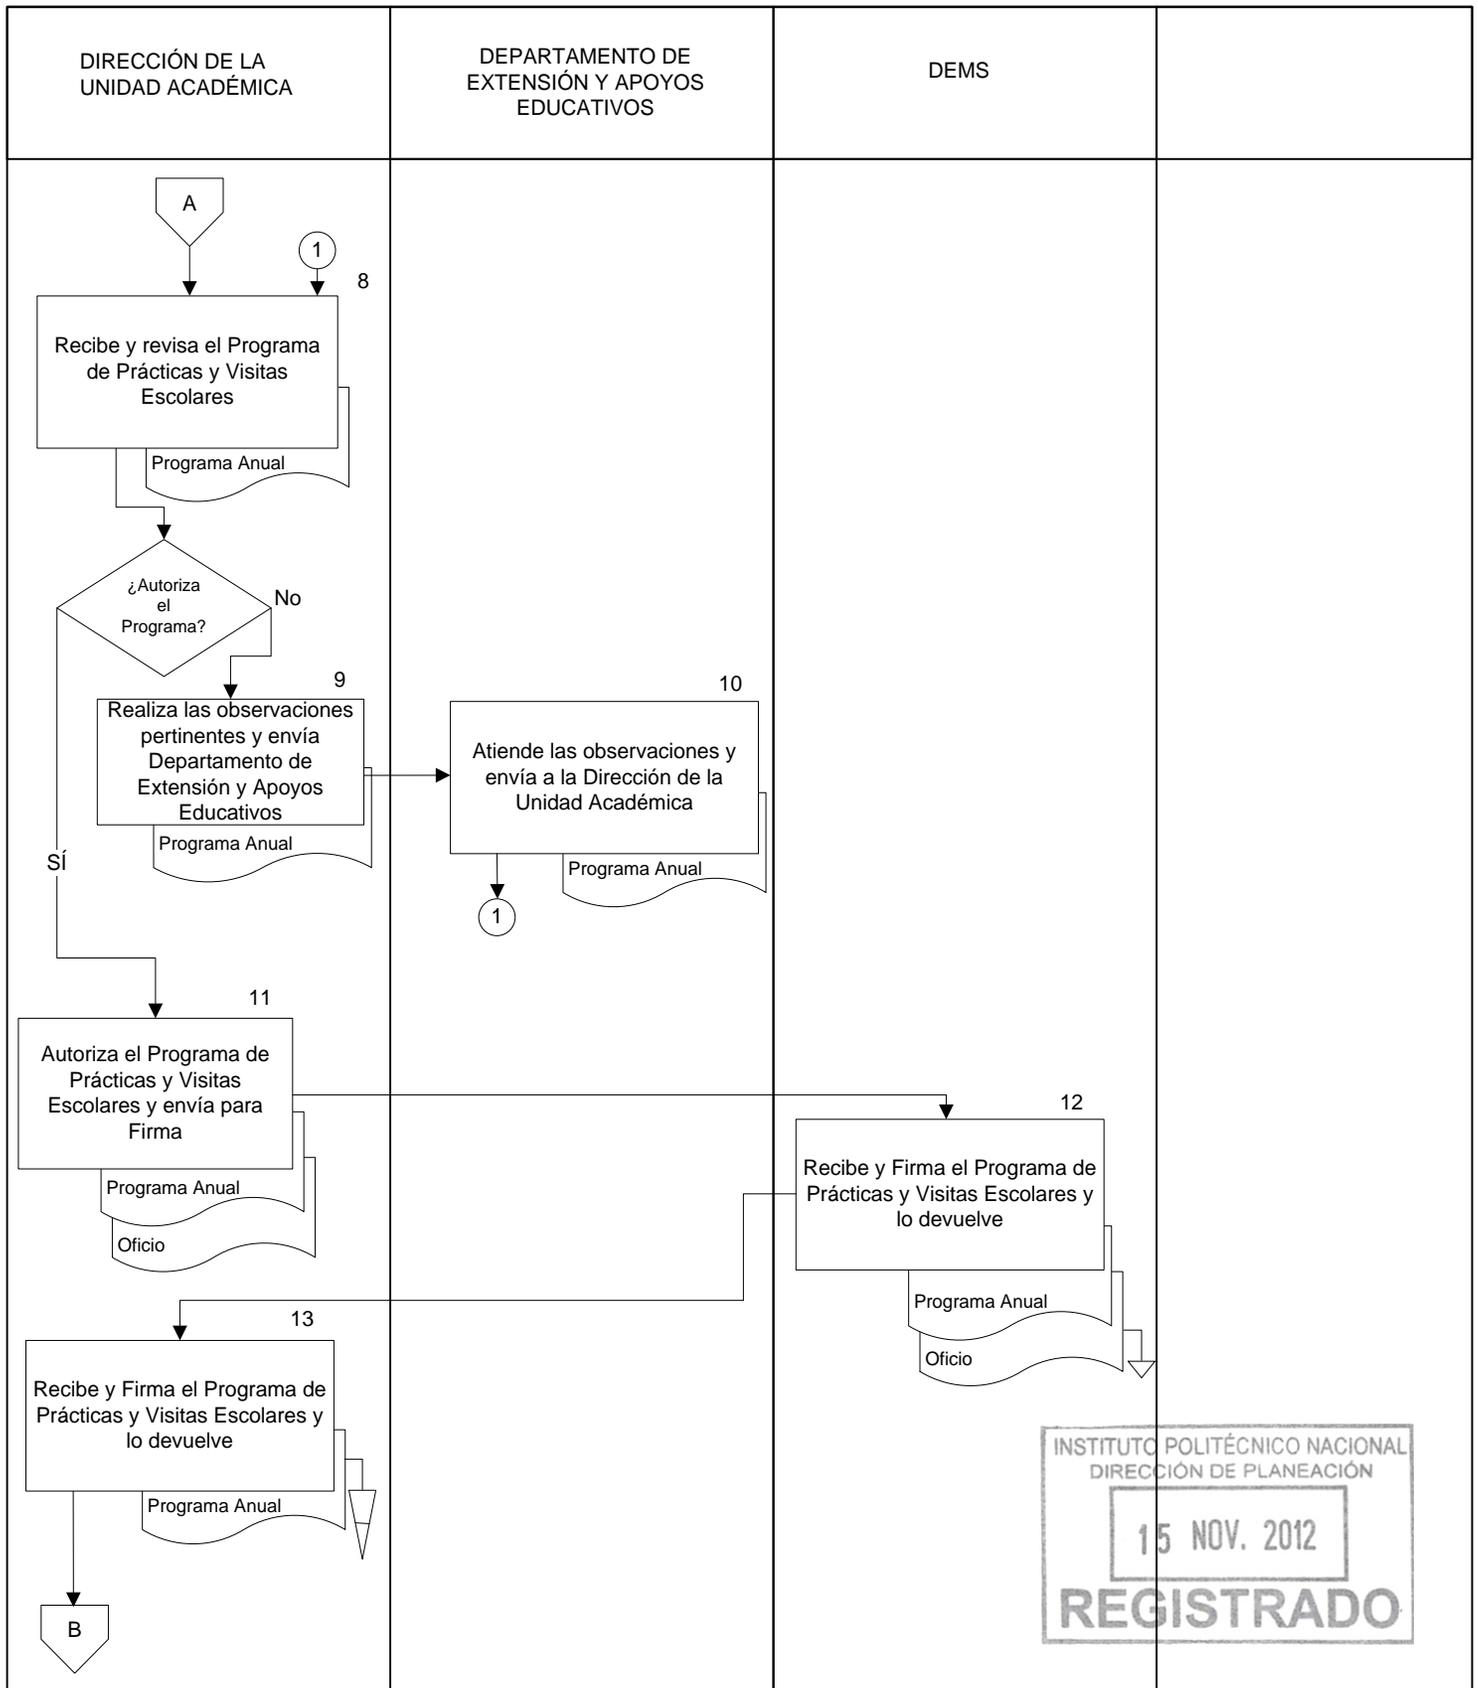 DIRECCIÓN DE LA
UNIDAD ACADÉMICA
DEPARTAMENTO DE
EXTENSIÓN Y APOYOS
EDUCATIVOS
DEMS
A
1
8
Recibe y revisa el Programa
de Prácticas y Visitas
Escolares
Programa Anual
¿Autoriza
el
Programa?
No
9
Realiza las observaciones
pertinentes y envía
Departamento de
Extensión y Apoyos
Educativos
Programa Anual
10
Atiende las observaciones y
envía a la Dirección de la
Unidad Académica
Programa Anual
1
SÍ
11
Autoriza el Programa de
Prácticas y Visitas
Escolares y envía para
Firma
Programa Anual
Oficio
12
Recibe y Firma el Programa de
Prácticas y Visitas Escolares y
lo devuelve
Programa Anual
Oficio
13
Recibe y Firma el Programa de
Prácticas y Visitas Escolares y
lo devuelve
Programa Anual
B
INSTITUTO POLITÉCNICO NACIONAL
DIRECCIÓN DE PLANEACIÓN
15 NOV. 2012
REGISTRADO